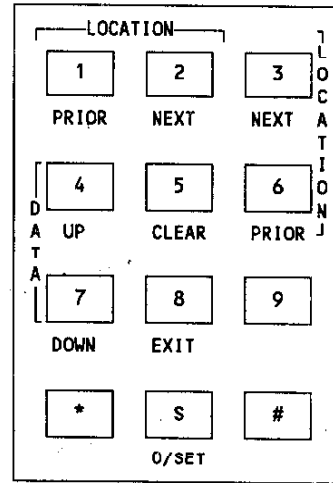 LOCATION
1 2 3
PRIOR NEXT NEXT
LOCATION
4 5 6
UP CLEAR PRIOR
DATA
7 8 9
DOWN EXIT
* S #
O/SET